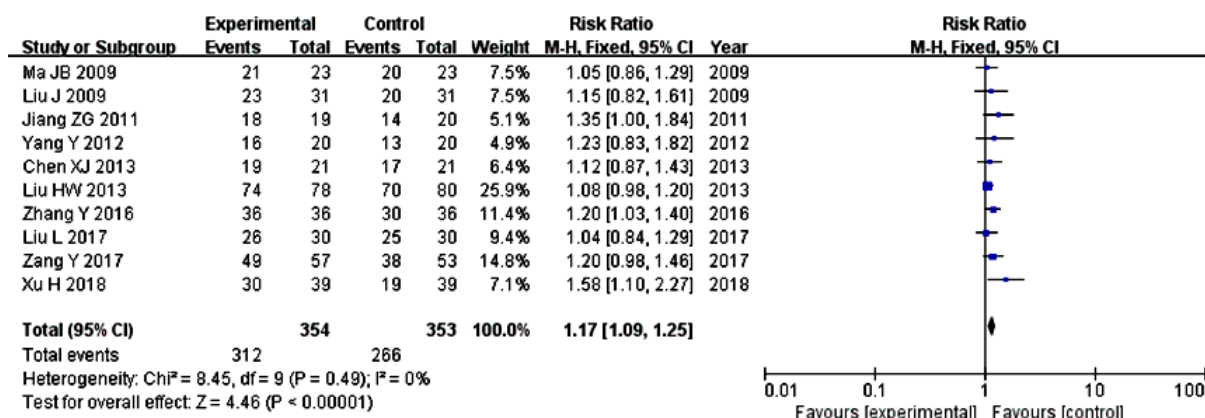 Experimental Control Risk Ratio Risk Ratio
Study or Subgroup Events Total Events Total Weight M-H, Fixed, 95% CI Year M-H, Fixed, 95% CI
Ma JB 2009 21 23 20 23 7.5% 1.05 [0.86, 1.29] 2009
Liu J 2009 23 31 20 31 7.5% 1.15 [0.82, 1.61] 2009
Jiang ZG 2011 18 19 14 20 5.1% 1.35 [1.00, 1.84] 2011
Yang Y 2012 16 20 13 20 4.9% 1.23 [0.83, 1.82] 2012
Chen XJ 2013 19 21 17 21 6.4% 1.12 [0.87, 1.43] 2013
Liu HW 2013 74 78 70 80 25.9% 1.08 [0.98, 1.20] 2013
Zhang Y 2016 36 36 30 36 11.4% 1.20 [1.03, 1.40] 2016
Liu L 2017 26 30 25 30 9.4% 1.04 [0.84, 1.29] 2017
Zang Y 2017 49 57 38 53 14.8% 1.20 [0.98, 1.46] 2017
Xu H 2018 30 39 19 39 7.1% 1.58 [1.10, 2.27] 2018
Total (95% CI) 354 353 100.0% 1.17 [1.09, 1.25]
Total events 312 266
Heterogeneity: Chi² = 8.45, df = 9 (P = 0.49); I² = 0%
Test for overall effect: Z = 4.46 (P < 0.00001)
0.01 0.1 1 10 100
Favours [experimental] Favours [control]